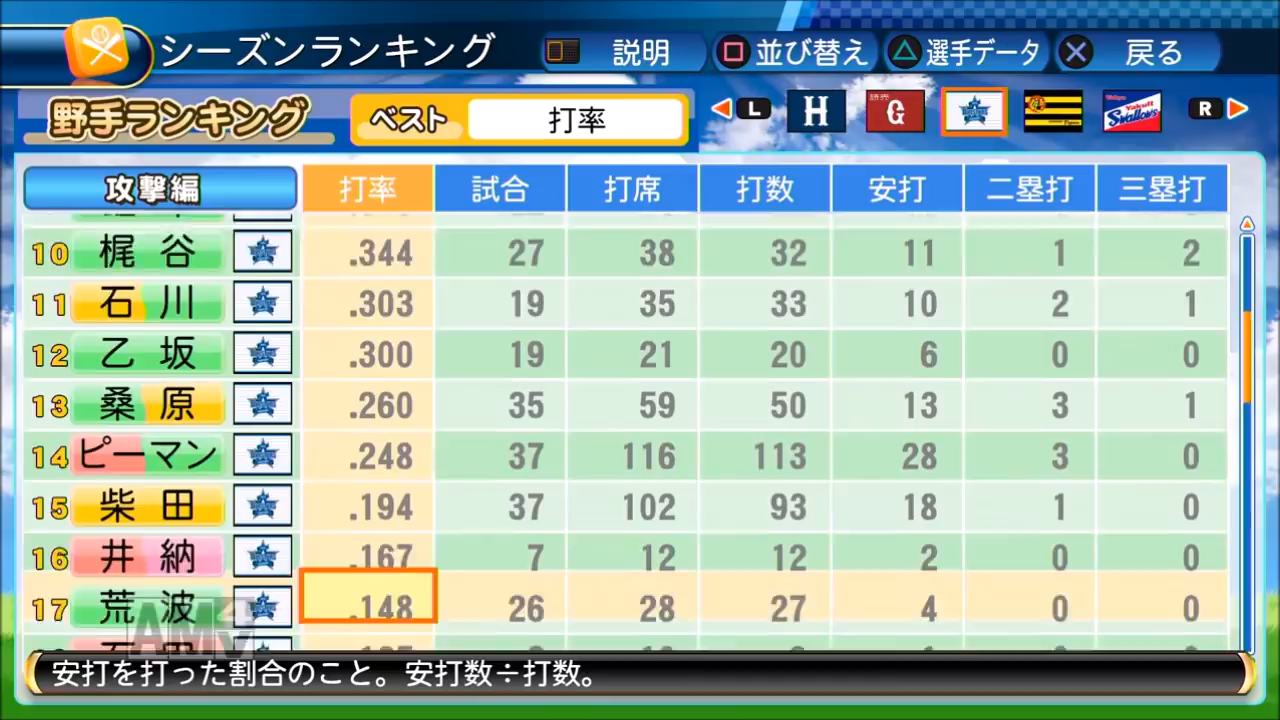 シーズンランキング 説明 並び替え 選手データ 戻る
野手ランキング ベスト 打率 L H G Yakult Swallows R
攻撃編 打率 試合 打席 打数 安打 二塁打 三塁打
10 梶谷 .344 27 38 32 11 1 2
11 石川 .303 19 35 33 10 2 1
12 乙坂 .300 19 21 20 6 0 0
13 桑原 .260 35 59 50 13 3 1
14 ピーマン .248 37 116 113 28 3 0
15 柴田 .194 37 102 93 18 1 0
16 井納 .167 7 12 12 2 0 0
17 荒波 .148 26 28 27 4 0 0
安打を打った割合のこと。安打数÷打数。